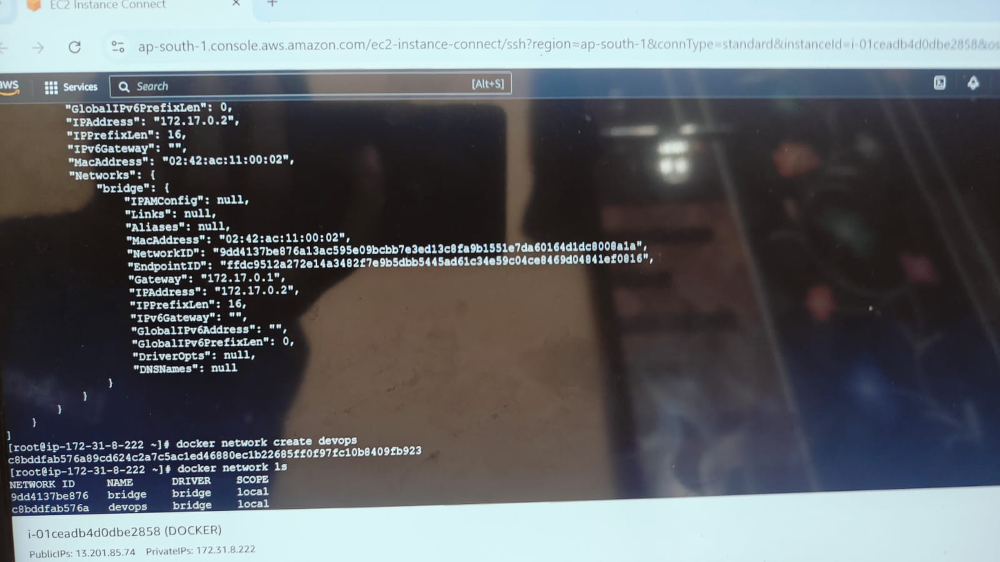 EC2 Instance Connect
ap-south-1.console.aws.amazon.com/ec2-instance-connect/ssh?region=ap-south-1&connType=standard&instanceId=i-01ceadb4d0dbe2858&os
aws Services Search [Alt+S]
"GlobalIPv6PrefixLen": 0,
"IPAddress": "172.17.0.2",
"IPPrefixLen": 16,
"IPv6Gateway": "",
"MacAddress": "02:42:ac:11:00:02",
"Networks": {
"bridge": {
"IPAMConfig": null,
"Links": null,
"Aliases": null,
"MacAddress": "02:42:ac:11:00:02",
"NetworkID": "9dd4137be876a13ac595e09bcbb7e3ed13c8fa9b1551e7da60164d1dc8008a1a",
"EndpointID": "ffdc9512a272e14a3482f7e9b5dbb5445ad61c34e59c04ce8469d04841ef0816",
"Gateway": "172.17.0.1",
"IPAddress": "172.17.0.2",
"IPPrefixLen": 16,
"IPv6Gateway": "",
"GlobalIPv6Address": "",
"GlobalIPv6PrefixLen": 0,
"DriverOpts": null,
"DNSNames": null
}
}
}
}
]
[root@ip-172-31-8-222 ~]# docker network create devops
c8bddfab576a89cd624c2a7c5ac1ed46880ec1b22685ff0f97fc10b8409fb923
[root@ip-172-31-8-222 ~]# docker network ls
NETWORK ID NAME DRIVER SCOPE
9dd4137be876 bridge bridge local
c8bddfab576a devops bridge local
i-01ceadb4d0dbe2858 (DOCKER)
PublicIPs: 13.201.85.74 PrivateIPs: 172.31.8.222